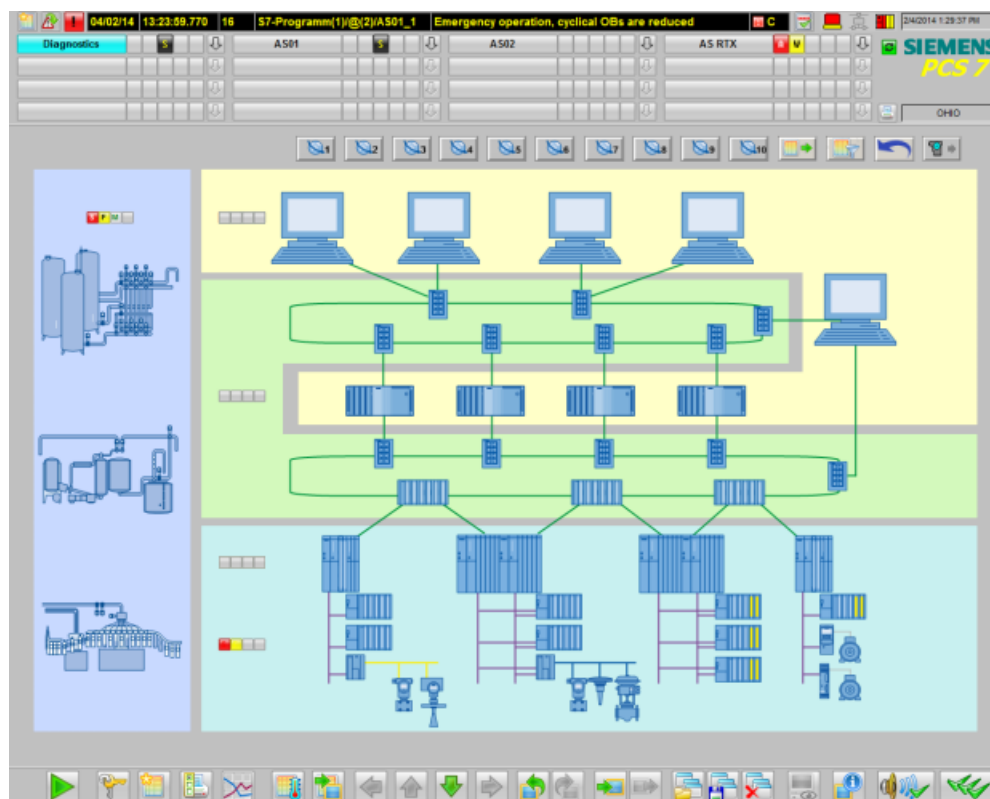 04/02/14 13:23:59.770 16 S7-Programm(1)/@(2)/AS01_1 Emergency operation, cyclical OBs are reduced C 2/4/2014 1:29:37 PM
Diagnostics S AS01 S AS02 AS RTX W SIEMENS
PCS 7
OHIO
1 2 3 4 5 6 7 8 9 10
F M